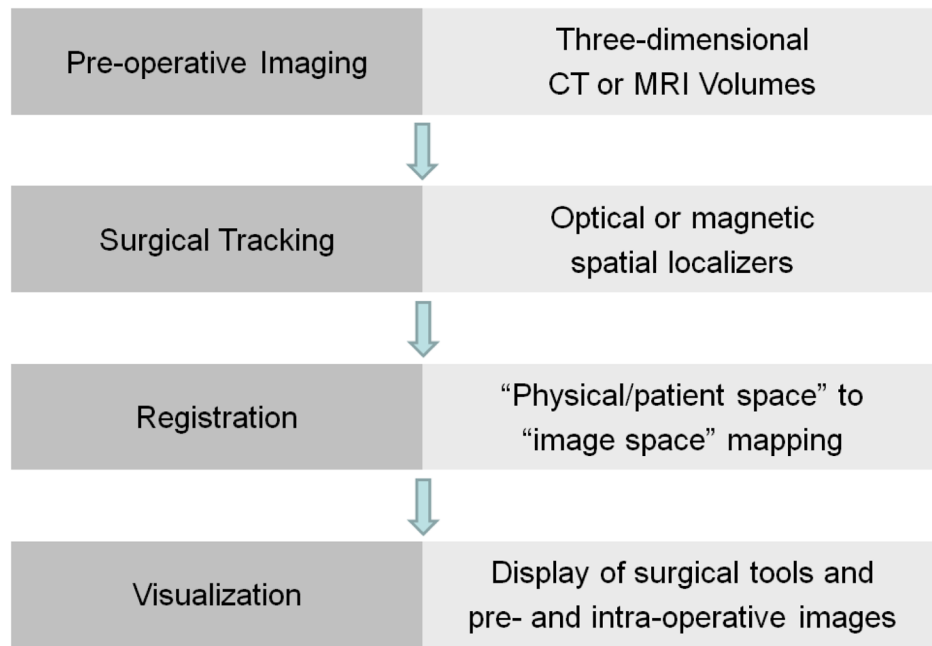 Pre-operative Imaging
Three-dimensional
CT or MRI Volumes
Surgical Tracking
Optical or magnetic
spatial localizers
Registration
“Physical/patient space” to
“image space” mapping
Visualization
Display of surgical tools and
pre- and intra-operative images